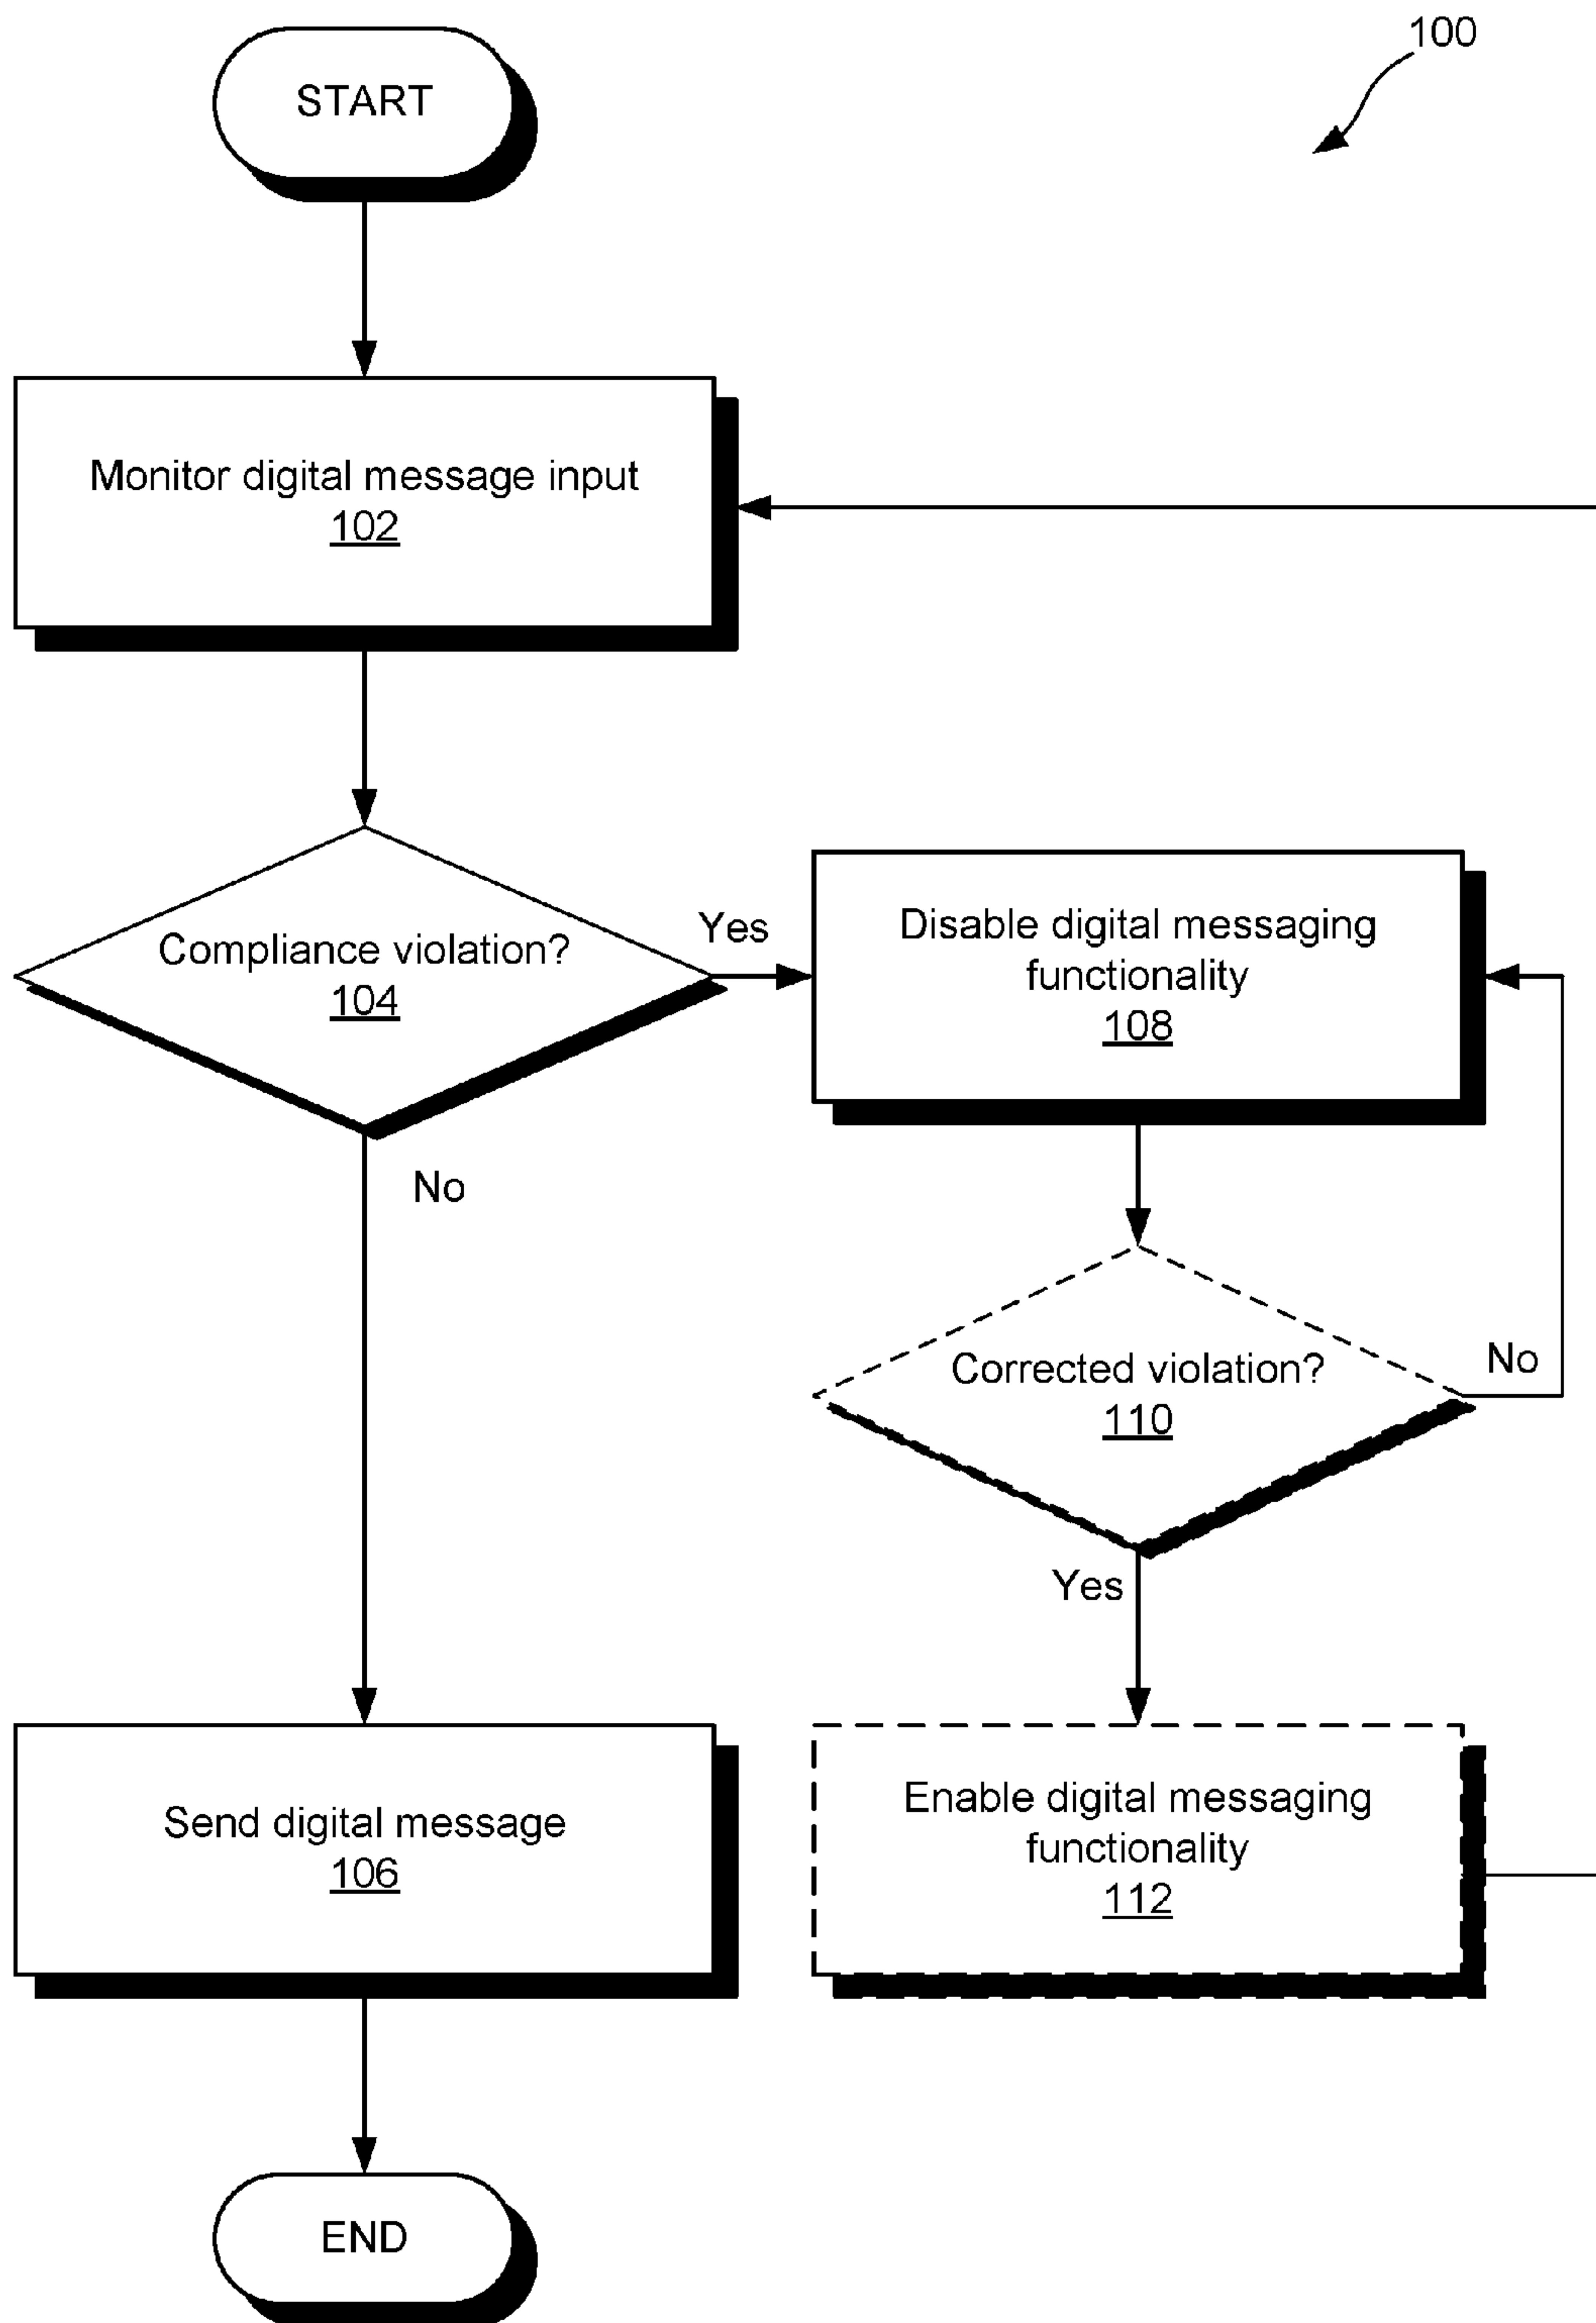 100
START
Monitor digital message input
102
Compliance violation?
104
Yes
No
Disable digital messaging
functionality
108
Corrected violation?
110
No
Yes
Enable digital messaging
functionality
112
Send digital message
106
END